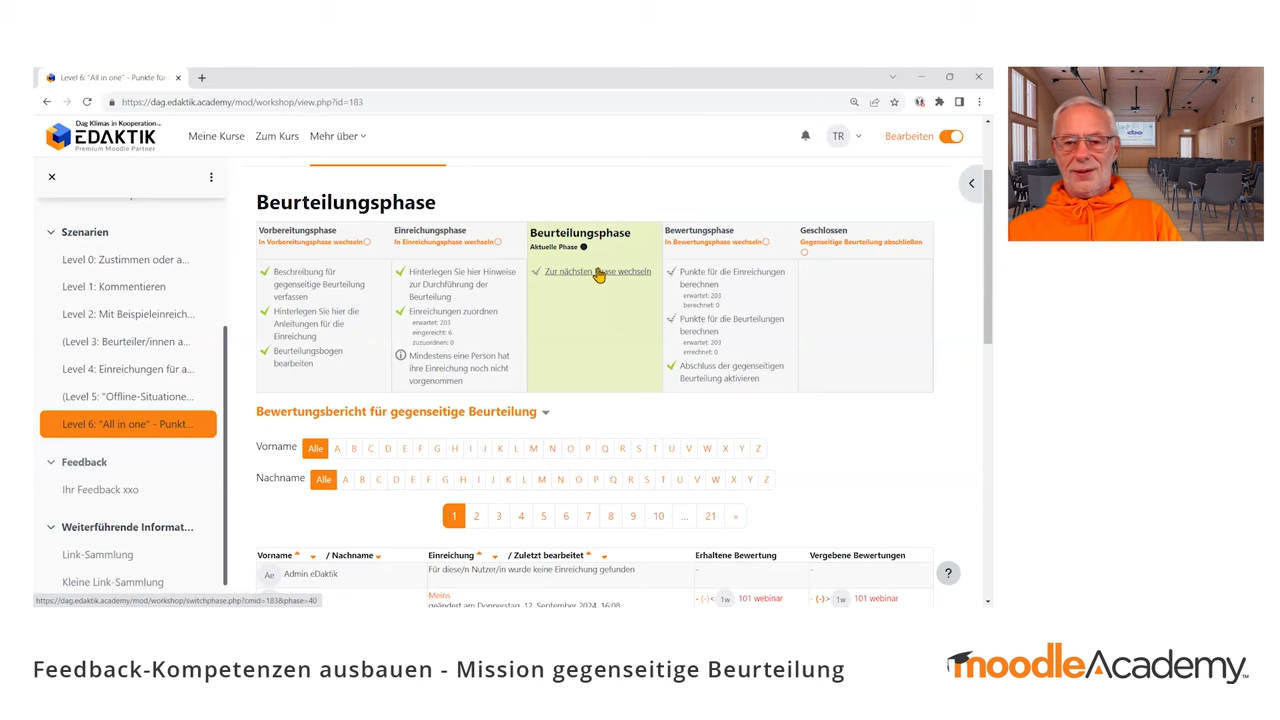 Level 6: "All in one" - Punkte für
https://dag.edaktik.academy/mod/workshop/view.php?id=183
Dag Klimas in Kooperation
EDAKTIK
Premium Moodle Partner
Meine Kurse
Zum Kurs
Mehr über
TR
Bearbeiten
Szenarien
Level 0: Zustimmen oder a...
Level 1: Kommentieren
Level 2: Mit Beispieleinreich...
(Level 3: Beurteiler/innen a...
Level 4: Einreichungen für a...
(Level 5: "Offline-Situatione...
Level 6: "All in one" - Punkt...
Feedback
Ihr Feedback xxo
Weiterführende Informat...
Link-Sammlung
Kleine Link-Sammlung
https://dag.edaktik.academy/mod/workshop/switchphase.php?cmid=183&phase=40
Beurteilungsphase
Vorbereitungsphase
In Vorbereitungsphase wechseln
Beschreibung für
gegenseitige Beurteilung
verfassen
Hinterlegen Sie hier die
Anleitungen für die
Einreichung
Beurteilungsbogen
bearbeiten
Einreichungsphase
In Einreichungsphase wechseln
Hinterlegen Sie hier Hinweise
zur Durchführung der
Beurteilung
Einreichungen zuordnen
erwartet: 203
eingereicht: 6
zuzuordnen: 0
Mindestens eine Person hat
ihre Einreichung noch nicht
vorgenommen
Beurteilungsphase
Aktuelle Phase
Zur nächsten Phase wechseln
Bewertungsphase
In Bewertungsphase wechseln
Punkte für die Einreichungen
berechnen
erwartet: 203
berechnet: 0
Punkte für die Beurteilungen
berechnen
erwartet: 203
errechnet: 0
Abschluss der gegenseitigen
Beurteilung aktivieren
Geschlossen
Gegenseitige Beurteilung abschließen
Bewertungsbericht für gegenseitige Beurteilung
Vorname Alle A B C D E F G H I J K L M N O P Q R S T U V W X Y Z
Nachname Alle A B C D E F G H I J K L M N O P Q R S T U V W X Y Z
1 2 3 4 5 6 7 8 9 10 ... 21 »
Vorname / Nachname Einreichung / Zuletzt bearbeitet Erhaltene Bewertung Vergebene Bewertungen
Ae Admin eDaktik Für diese/n Nutzer/in wurde keine Einreichung gefunden - -
Meins
geändert am Donnerstag, 12. September 2024, 16:08
- (-)< 1w 101 webinar - (-)> 1w 101 webinar
?
Feedback-Kompetenzen ausbauen - Mission gegenseitige Beurteilung
moodleAcademy